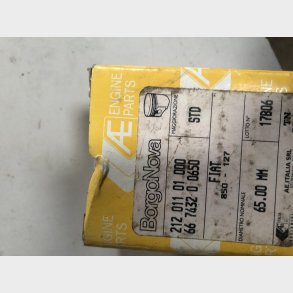 Æ ENGINE
PARTS
BorgoNova
MAGGIORAZIONE
STD
LOTTO N°
17806
212 011 01 000
66 7432 0 0650
FIAT
850 - 127
DIAMETRO NOMINALE
65.00 MM
AE ITALIA SRL
ENGINE
PARTS